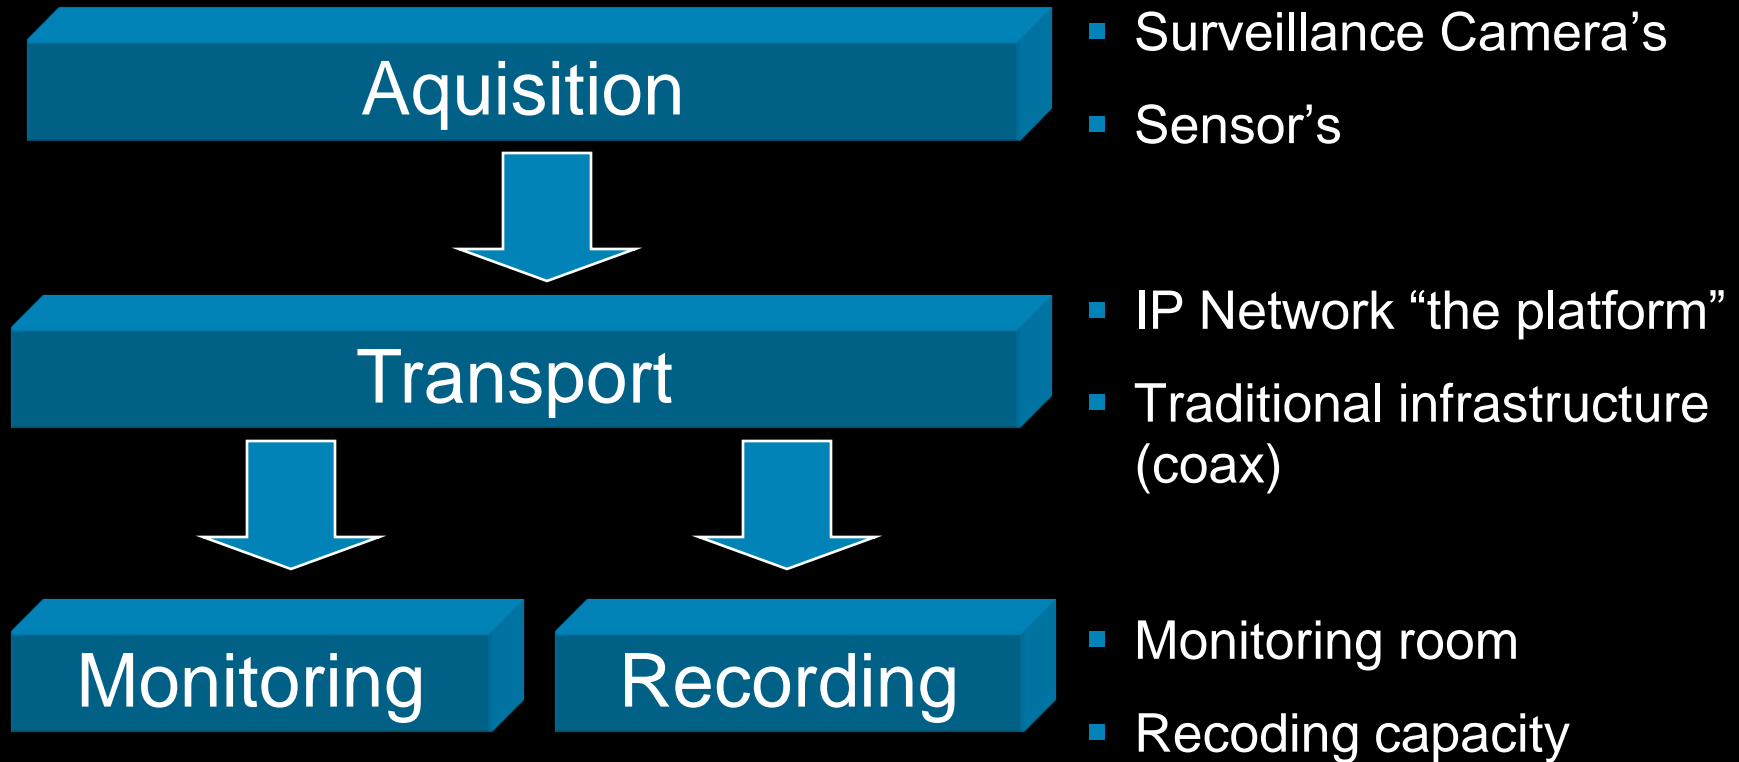 Aquisition
Surveillance Camera’s
Sensor’s
Transport
IP Network “the platform”
Traditional infrastructure
(coax)
Monitoring
Recording
Monitoring room
Recoding capacity